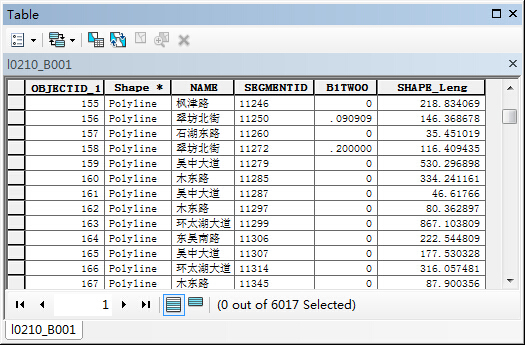 Table
l0210_B001
OBJECTID_1 Shape * NAME SEGMENTID B1TWOO SHAPE_Leng
155 Polyline 枫津路 11246 0 218.834069
156 Polyline 翠坊北街 11250 .090909 146.368678
157 Polyline 石湖东路 11260 0 35.451019
158 Polyline 翠坊北街 11272 .200000 116.409435
159 Polyline 吴中大道 11279 0 530.296898
160 Polyline 木东路 11285 0 334.241161
161 Polyline 吴中大道 11287 0 46.61766
162 Polyline 木东路 11297 0 80.362897
163 Polyline 环太湖大道 11299 0 867.103809
164 Polyline 东吴南路 11306 0 222.544809
165 Polyline 吴中大道 11307 0 177.530328
166 Polyline 环太湖大道 11314 0 316.057481
167 Polyline 木东路 11345 0 87.900356
1 (0 out of 6017 Selected)
l0210_B001